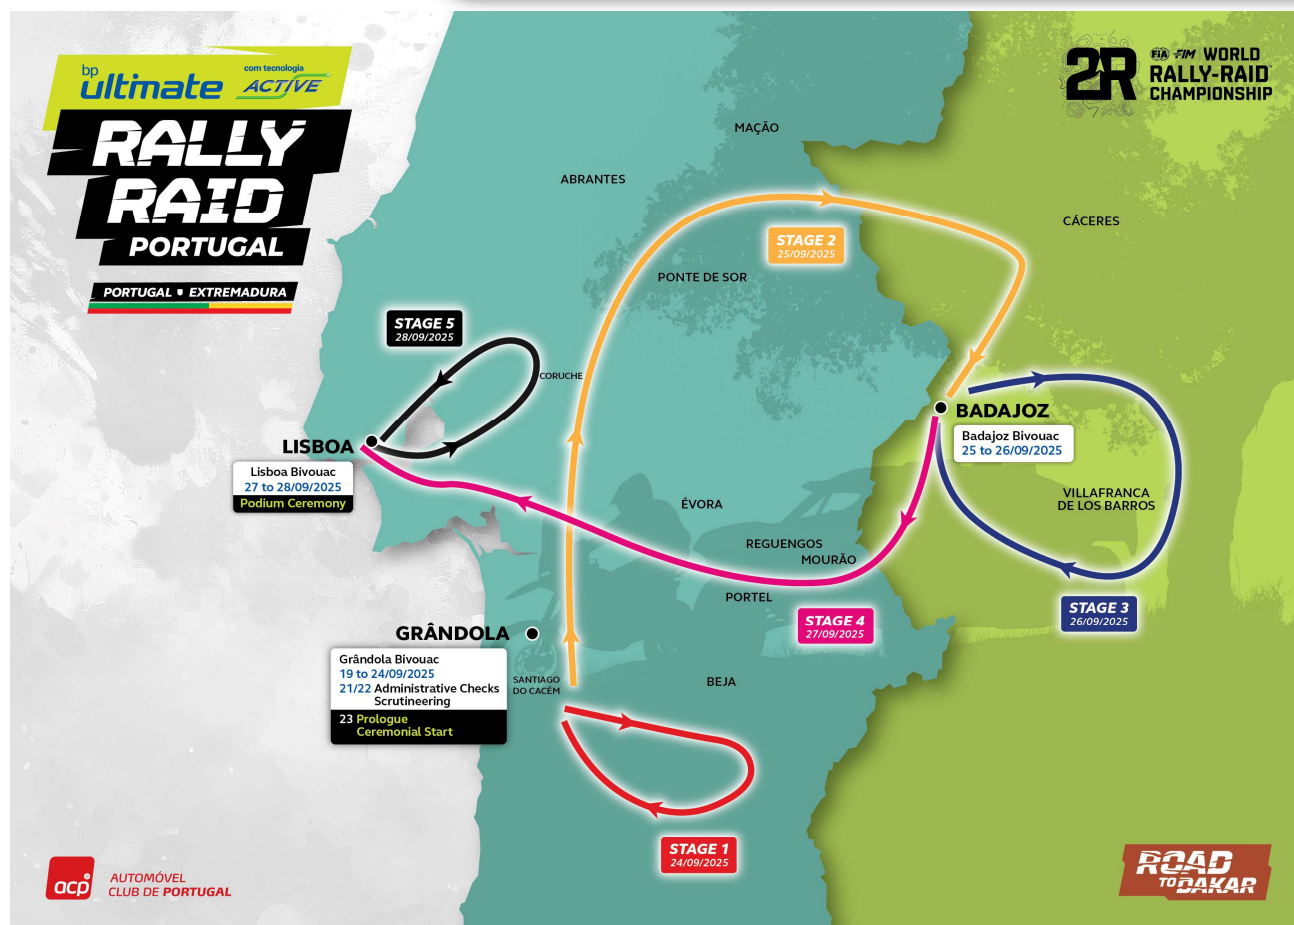 bp
ultimate
com tecnologia
ACTIVE
RALLY
RAID
PORTUGAL
PORTUGAL EXTREMADURA
2R
FIA FIM WORLD
RALLY-RAID
CHAMPIONSHIP
MAÇÃO
ABRANTES
CÁCERES
STAGE 2
25/09/2025
PONTE DE SOR
STAGE 5
28/09/2025
CORUCHE
BADAJOZ
Badajoz Bivouac
25 to 26/09/2025
LISBOA
Lisboa Bivouac
27 to 28/09/2025
Podium Ceremony
VILLAFRANCA
DE LOS BARROS
ÉVORA
REGUENGOS
MOURÃO
PORTEL
STAGE 4
27/09/2025
STAGE 3
26/09/2025
GRÂNDOLA
Grândola Bivouac
19 to 24/09/2025
21/22 Administrative Checks
Scrutineering
23 Prologue
Ceremonial Start
SANTIAGO
DO CACÉM
BEJA
STAGE 1
24/09/2025
acp
AUTOMÓVEL
CLUB DE PORTUGAL
ROAD
TO DAKAR